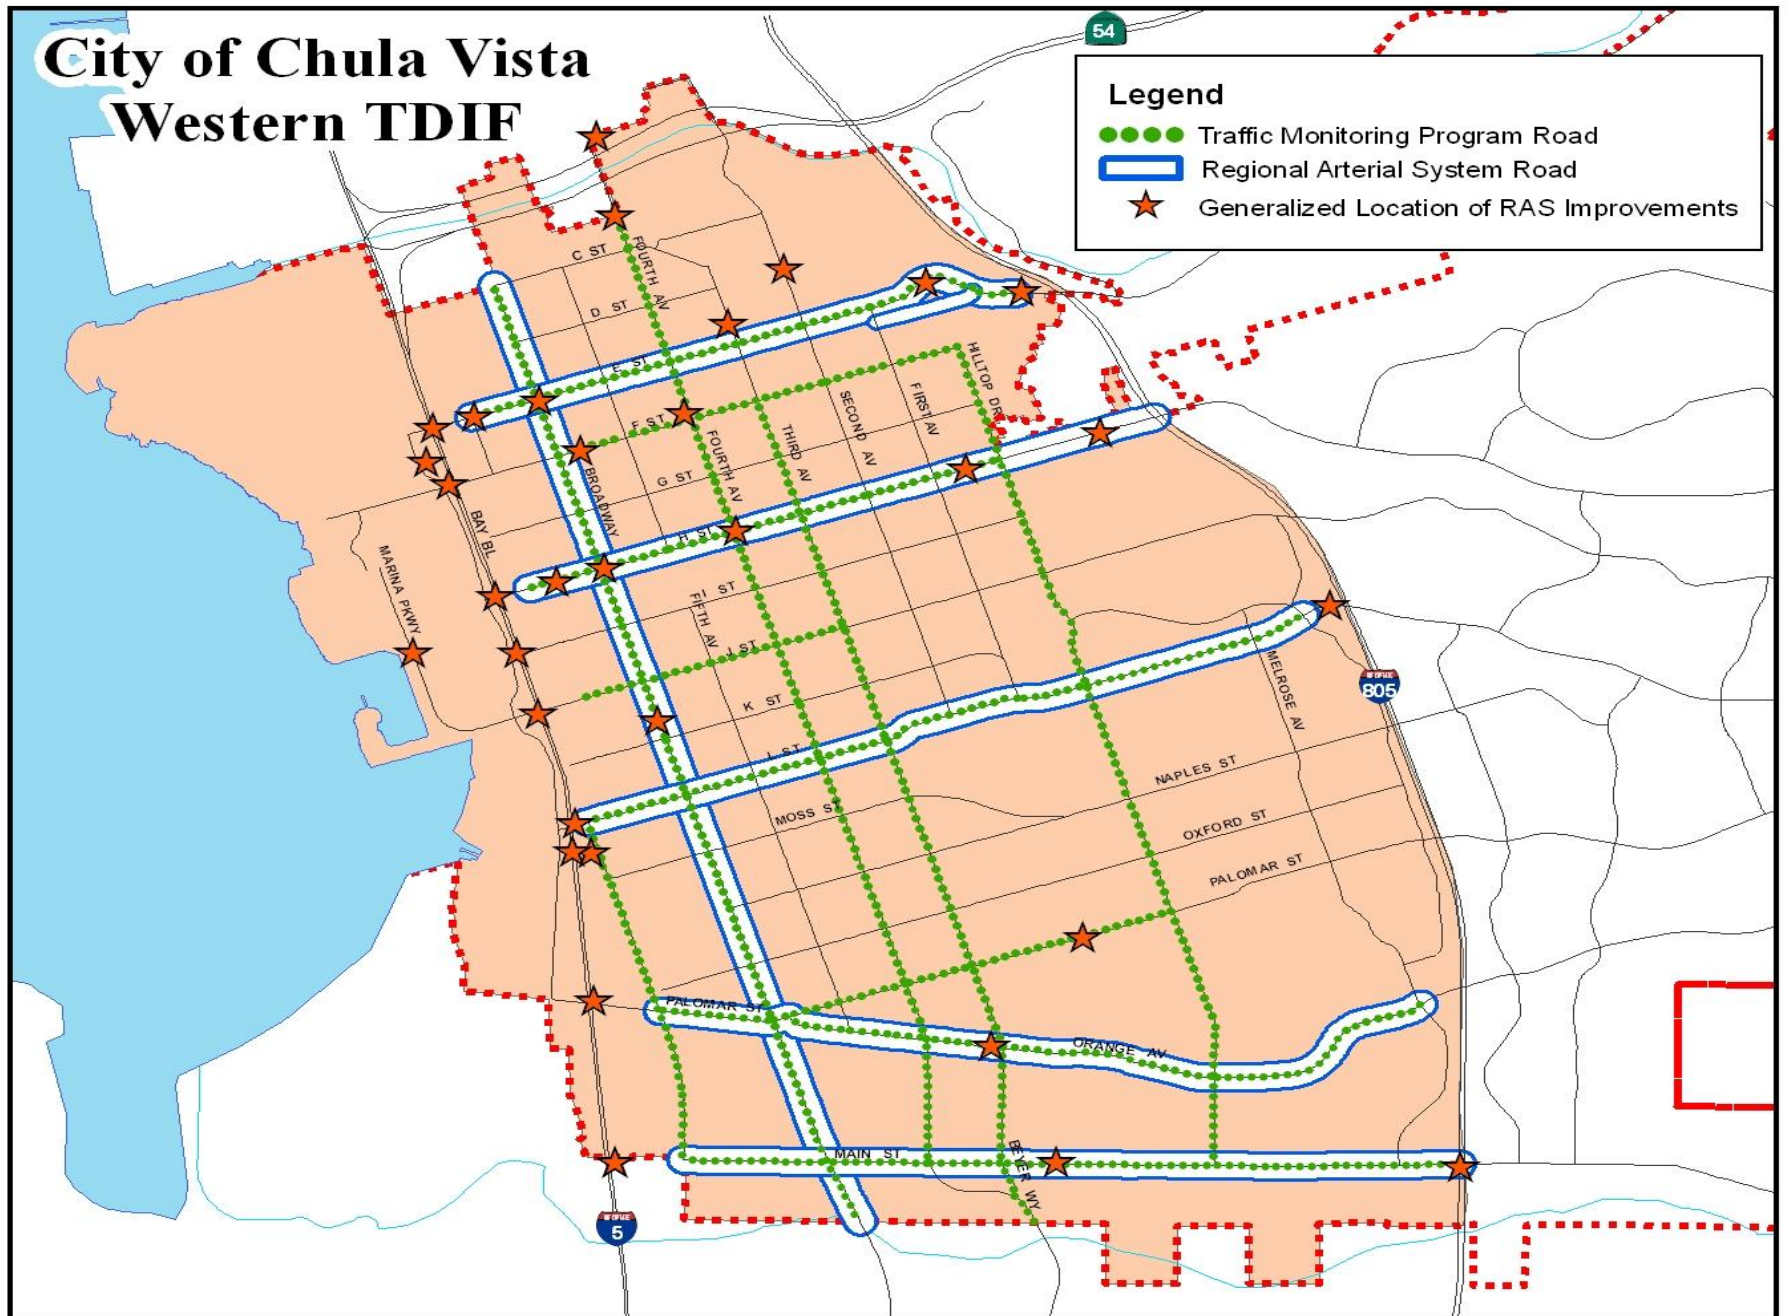 City of Chula Vista
Western TDIF
54
Legend
Traffic Monitoring Program Road
Regional Arterial System Road
Generalized Location of RAS Improvements
C ST
FOURTH AV
D ST
E ST
HILLTOP DR
F ST
FIRST AV
SECOND AV
THIRD AV
FOURTH AV
G ST
BROADWAY
BAY BL
H ST
MARINA PKWY
I ST
FIFTH AV
J ST
K ST
MELROSE AV
805
L ST
NAPLES ST
MOSS ST
OXFORD ST
PALOMAR ST
PALOMAR ST
ORANGE AV
MAIN ST
BEYER WY
5